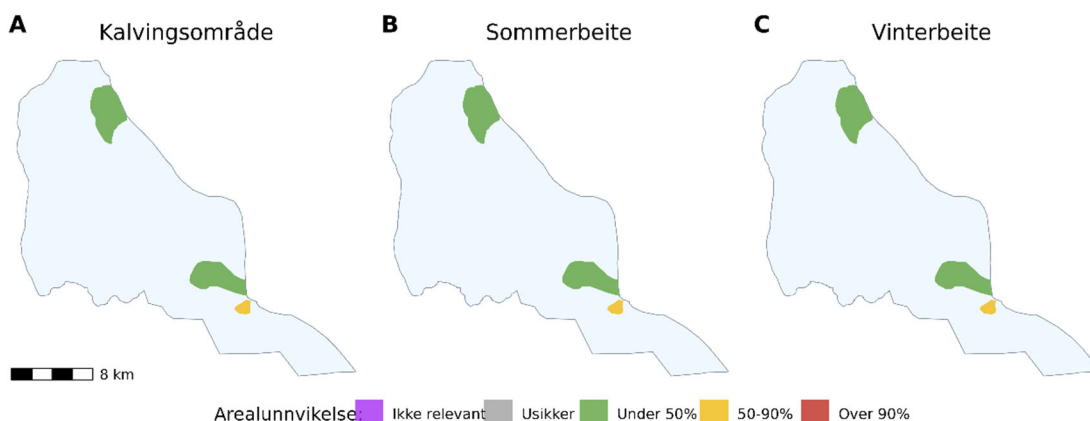 A Kalvingsområde B Sommerbeite C Vinterbeite
8 km
Arealunnvikelse: Ikke relevant Usikker Under 50% 50-90% Over 90%